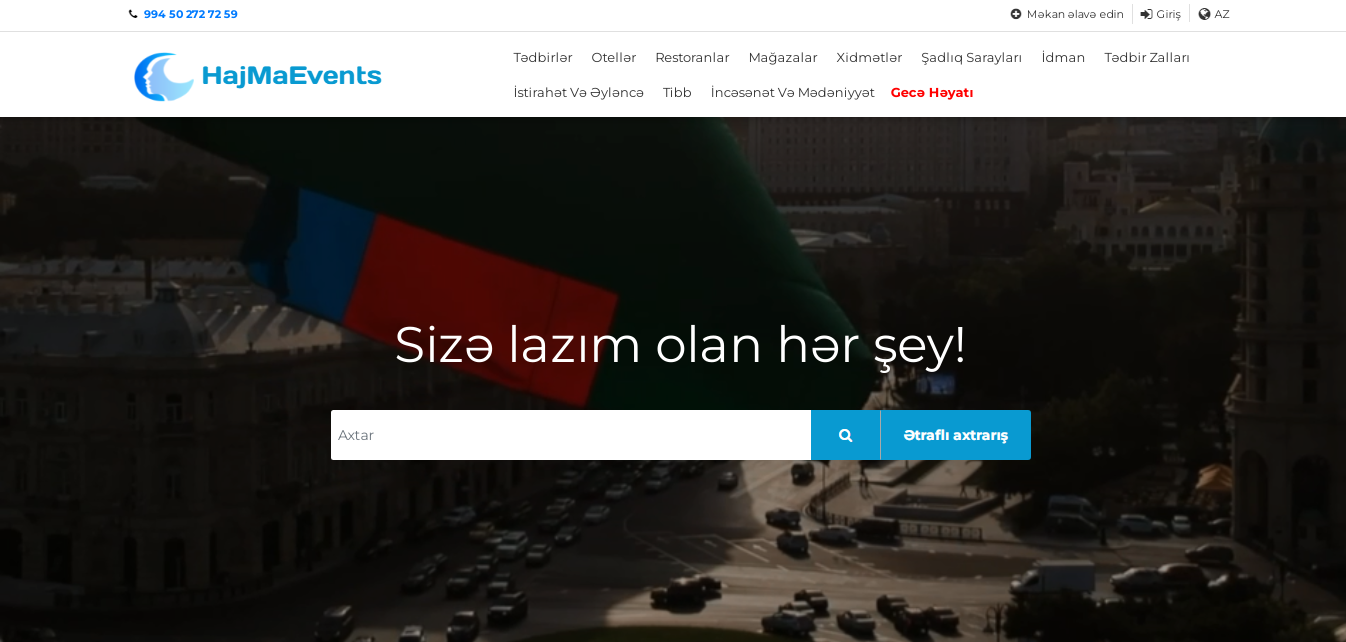 994 50 272 72 59
Məkan əlavə edin
Giriş
AZ
HajMaEvents
Tədbirlər Otellər Restoranlar Mağazalar Xidmətlər Şadlıq Sarayları İdman Tədbir Zalları
İstirahət Və Əyləncə Tibb İncəsənət Və Mədəniyyət Gecə Həyatı
Sizə lazım olan hər şey!
Axtar
Ətraflı axtrarış